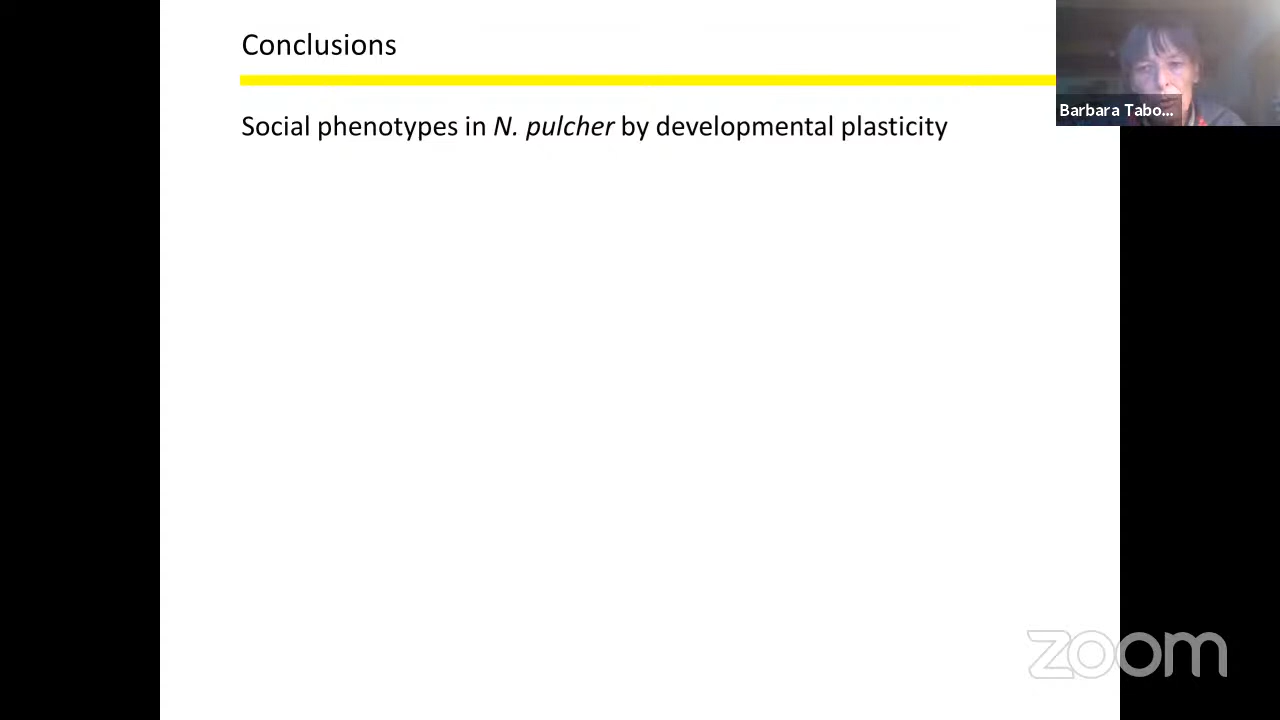 Conclusions
Barbara Tabo...
Social phenotypes in N. pulcher by developmental plasticity
zoom